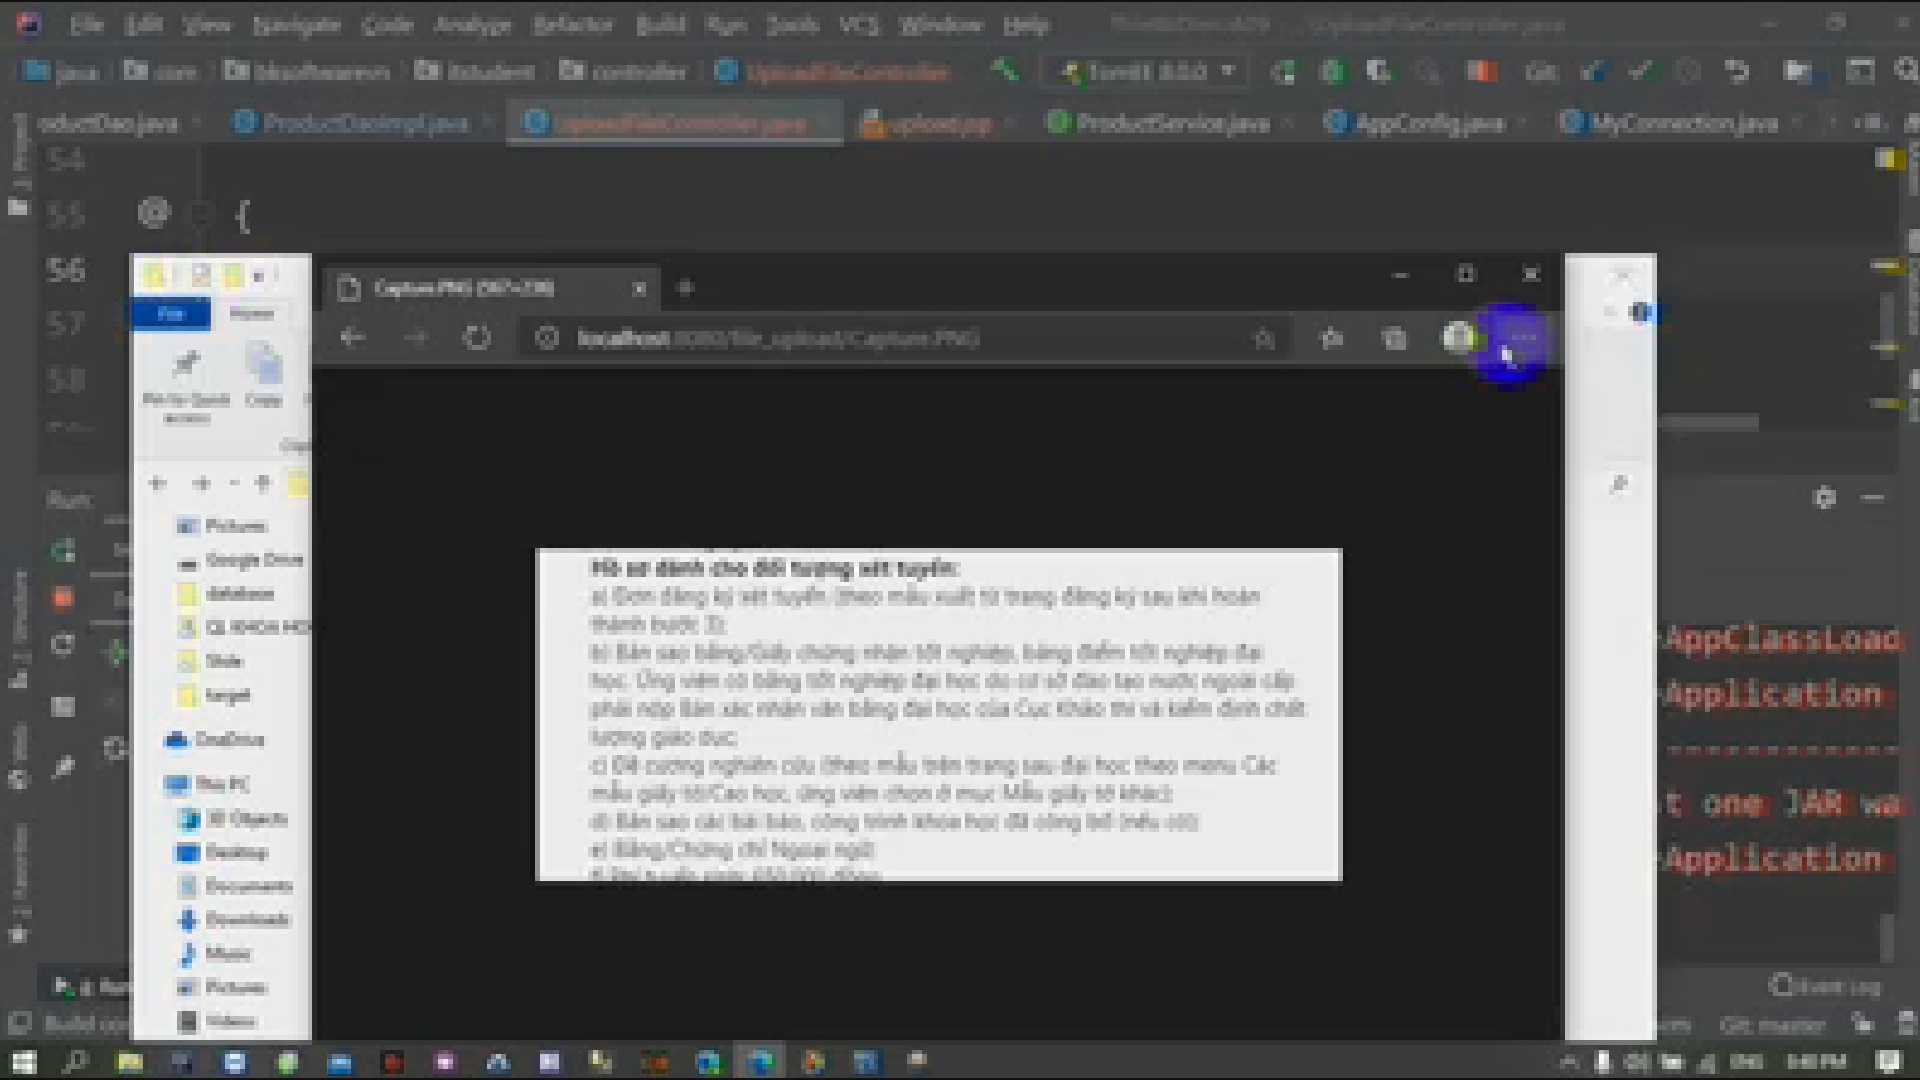 File Edit View Navigate Code Analyze Refactor Build Run Tools VCS Window Help
java com bksoftwarevn itstudent controller UploadFileController TomEE 8.0.0 Git:
oductDao.java ProductDaoImpl.java UploadFileController.java upload.jsp ProductService.java AppConfig.java MyConnection.java
54
55 @ {
56
57
58
File Home
Pin to Quick access Copy
Capture.PNG
localhost:8080/file_upload/Capture.PNG
Run:
Pictures
Google Drive
database
Slide
target
OneDrive
This PC
3D Objects
Desktop
Documents
Downloads
Music
Pictures
Videos
Hồ sơ dành cho đối tượng xét tuyển:
a) Đơn đăng ký xét tuyển (theo mẫu xuất từ trang đăng ký sau khi hoàn
thành bước 3);
b) Bản sao bằng/Giấy chứng nhận tốt nghiệp, bảng điểm tốt nghiệp đại
học. Ứng viên có bằng tốt nghiệp đại học do cơ sở đào tạo nước ngoài cấp
phải nộp Bản xác nhận văn bằng đại học của Cục Khảo thí và kiểm định chất
lượng giáo dục;
c) Đề cương nghiên cứu (theo mẫu trên trang sau đại học theo menu Các
mẫu giấy tờ/Cao học, ứng viên chọn ở mục Mẫu giấy tờ khác);
d) Bản sao các bài báo, công trình khoa học đã công bố (nếu có)
e) Bằng/Chứng chỉ Ngoại ngữ
AppClassLoad
Application
------------
t one JAR wa
Application
Event Log
Git: master
ENG